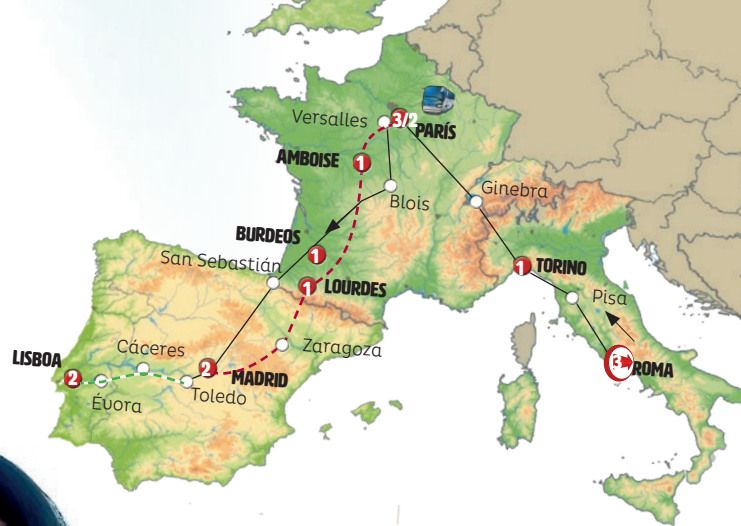 Versalles
3/2
PARÍS
AMBOISE
1
Blois
Ginebra
BURDEOS
1
San Sebastián
1
LOURDES
1
TORINO
Pisa
Zaragoza
Cáceres
LISBOA
2
2
MADRID
3
ROMA
Évora
Toledo